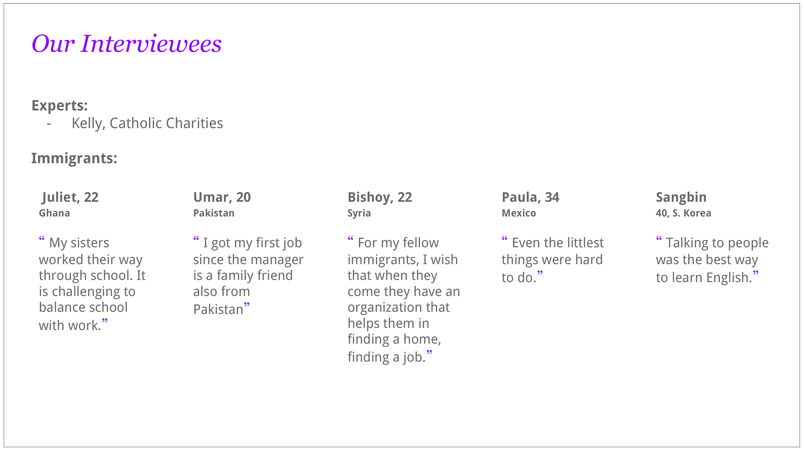 Our Interviewees
Experts:
- Kelly, Catholic Charities
Immigrants:
Juliet, 22
Ghana
“ My sisters
worked their way
through school. It
is challenging to
balance school
with work.”
Umar, 20
Pakistan
“ I got my first job
since the manager
is a family friend
also from
Pakistan”
Bishoy, 22
Syria
“ For my fellow
immigrants, I wish
that when they
come they have an
organization that
helps them in
finding a home,
finding a job.”
Paula, 34
Mexico
“ Even the littlest
things were hard
to do.”
Sangbin
40, S. Korea
“ Talking to people
was the best way
to learn English.”